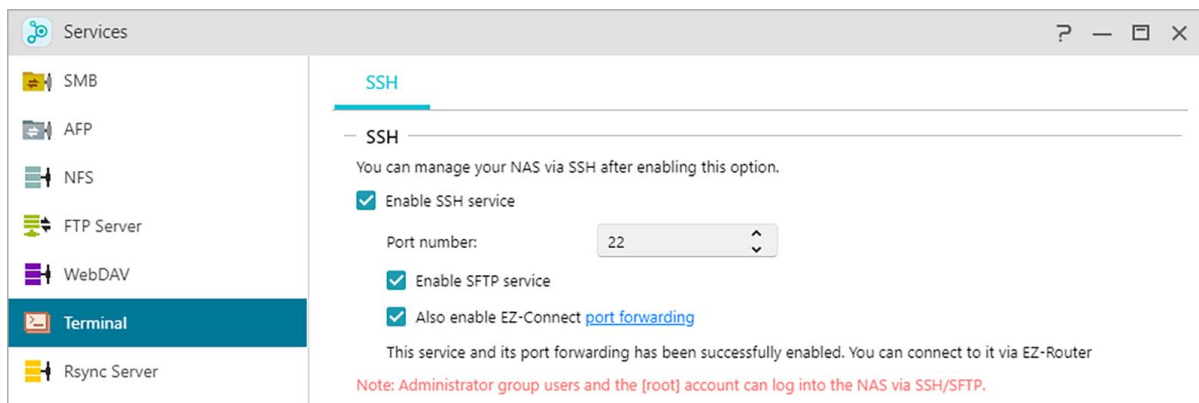 Services
SMB
AFP
NFS
FTP Server
WebDAV
Terminal
Rsync Server
SSH
SSH
You can manage your NAS via SSH after enabling this option.
Enable SSH service
Port number: 22
Enable SFTP service
Also enable EZ-Connect port forwarding
This service and its port forwarding has been successfully enabled. You can connect to it via EZ-Router
Note: Administrator group users and the [root] account can log into the NAS via SSH/SFTP.